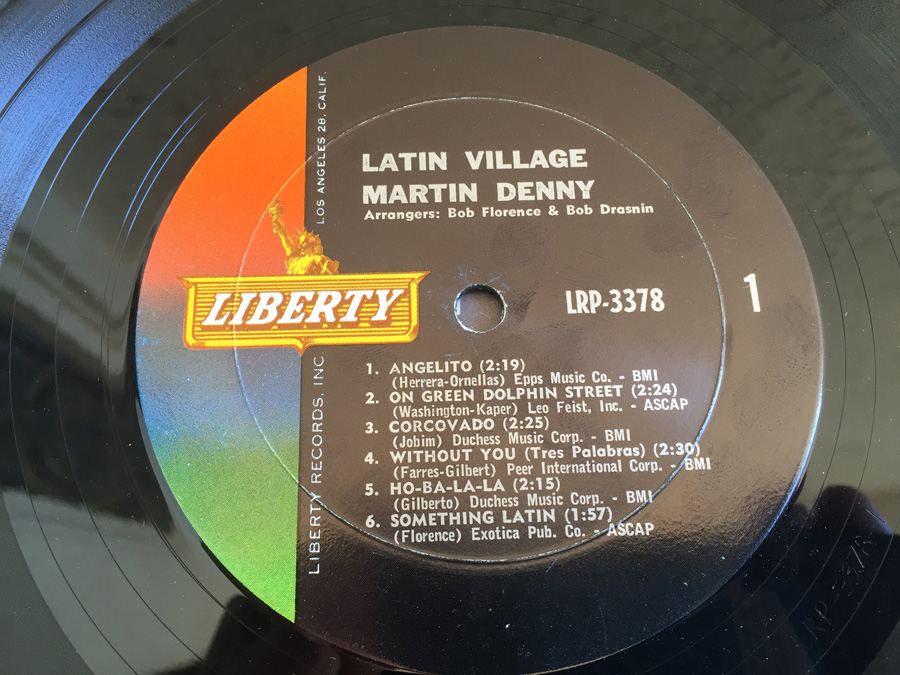 LATIN VILLAGE
MARTIN DENNY
Arrangers: Bob Florence & Bob Drasnin
LIBERTY
LRP-3378
1
1. ANGELITO (2:19)
(Herrera-Ornellas) Epps Music Co. - BMI
2. ON GREEN DOLPHIN STREET (2:24)
(Washington-Kaper) Leo Feist, Inc. - ASCAP
3. CORCOVADO (2:25)
(Jobim) Duchess Music Corp. - BMI
4. WITHOUT YOU (Tres Palabras) (2:30)
(Farres-Gilbert) Peer International Corp. - BMI
5. HO-BA-LA-LA (2:15)
(Gilberto) Duchess Music Corp. - BMI
6. SOMETHING LATIN (1:57)
(Florence) Exotica Pub. Co. - ASCAP
LIBERTY RECORDS, INC. LOS ANGELES 28, CALIF.